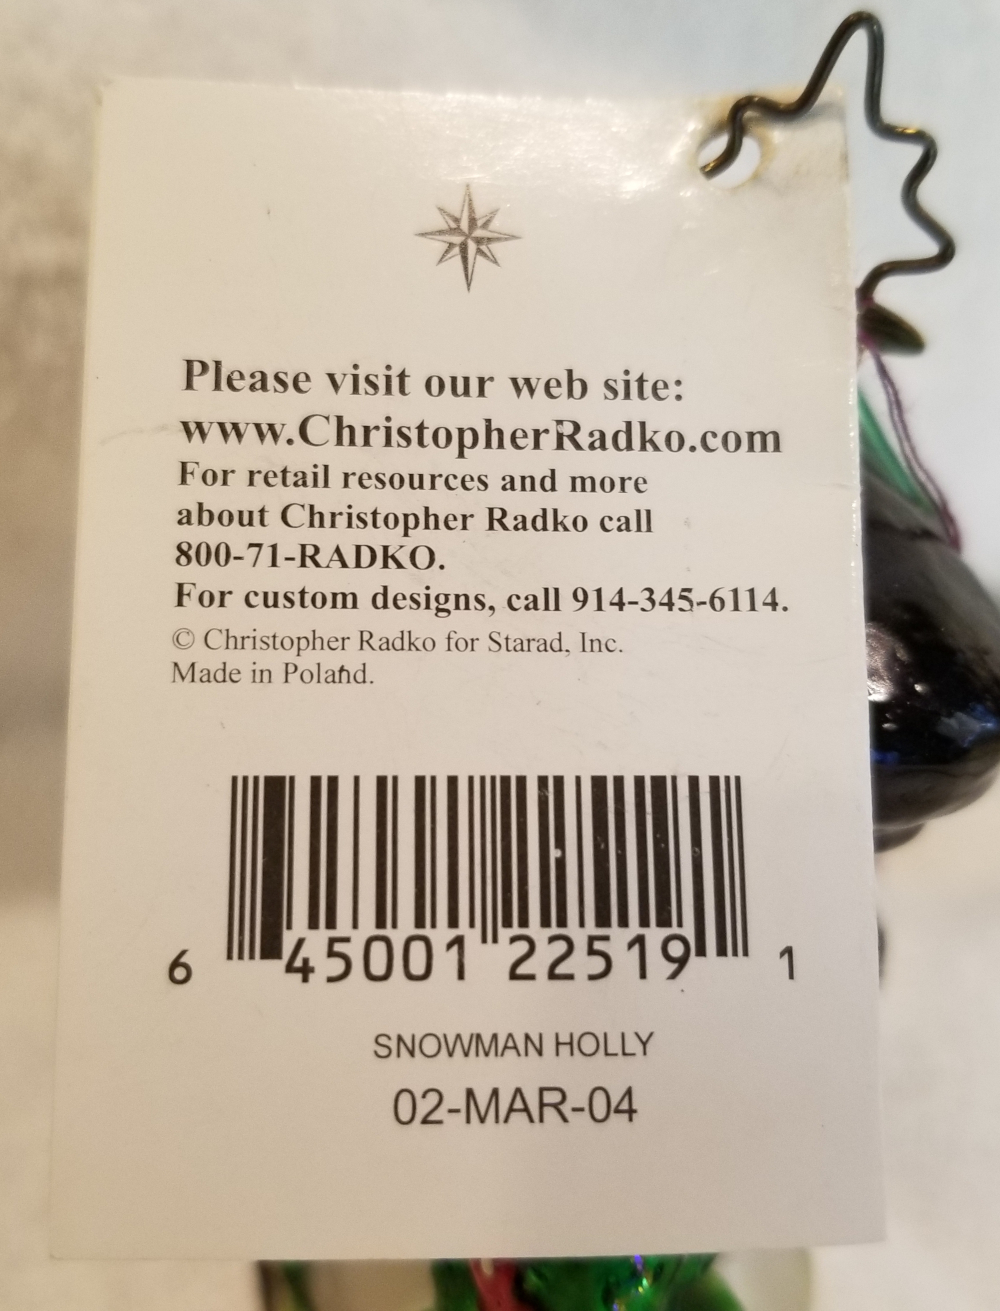 Please visit our web site:
www.ChristopherRadko.com
For retail resources and more
about Christopher Radko call
800-71-RADKO.
For custom designs, call 914-345-6114.
© Christopher Radko for Starad, Inc.
Made in Poland.
6 45001 22519 1
SNOWMAN HOLLY
02-MAR-04